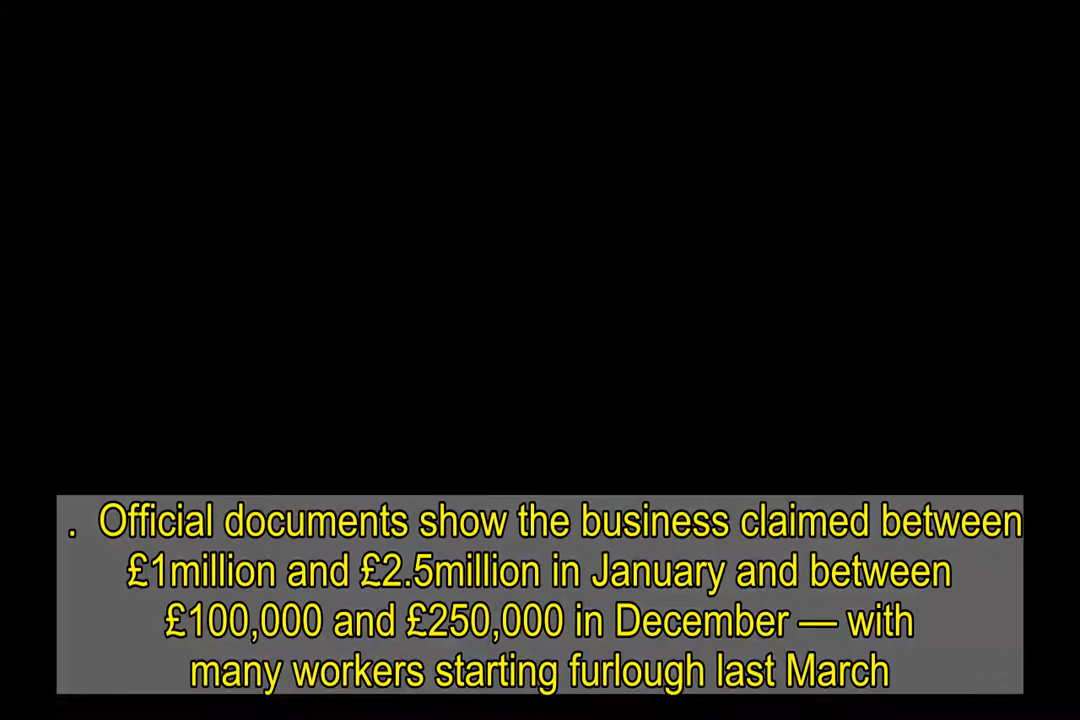 .  Official documents show the business claimed between
£1million and £2.5million in January and between
£100,000 and £250,000 in December — with
many workers starting furlough last March